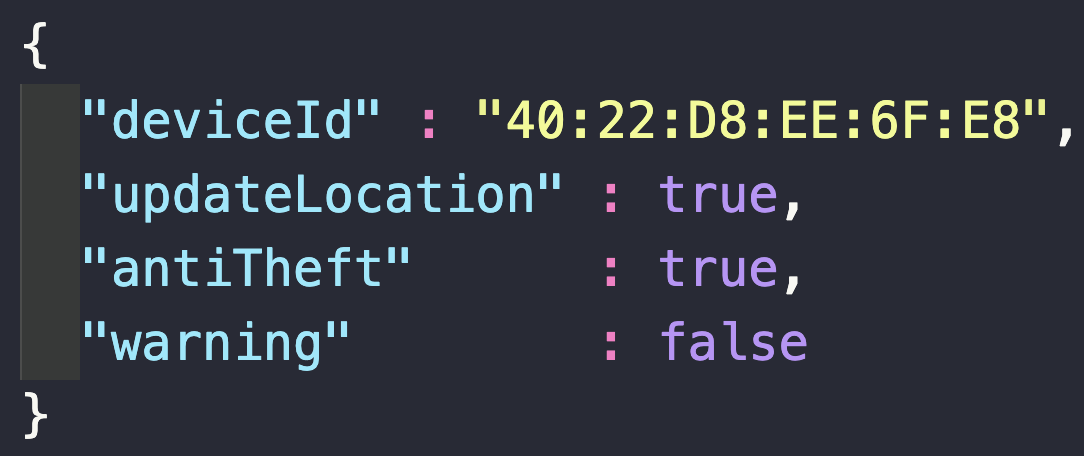 {
"deviceId" : "40:22:D8:EE:6F:E8",
"updateLocation" : true,
"antiTheft" : true,
"warning" : false
}